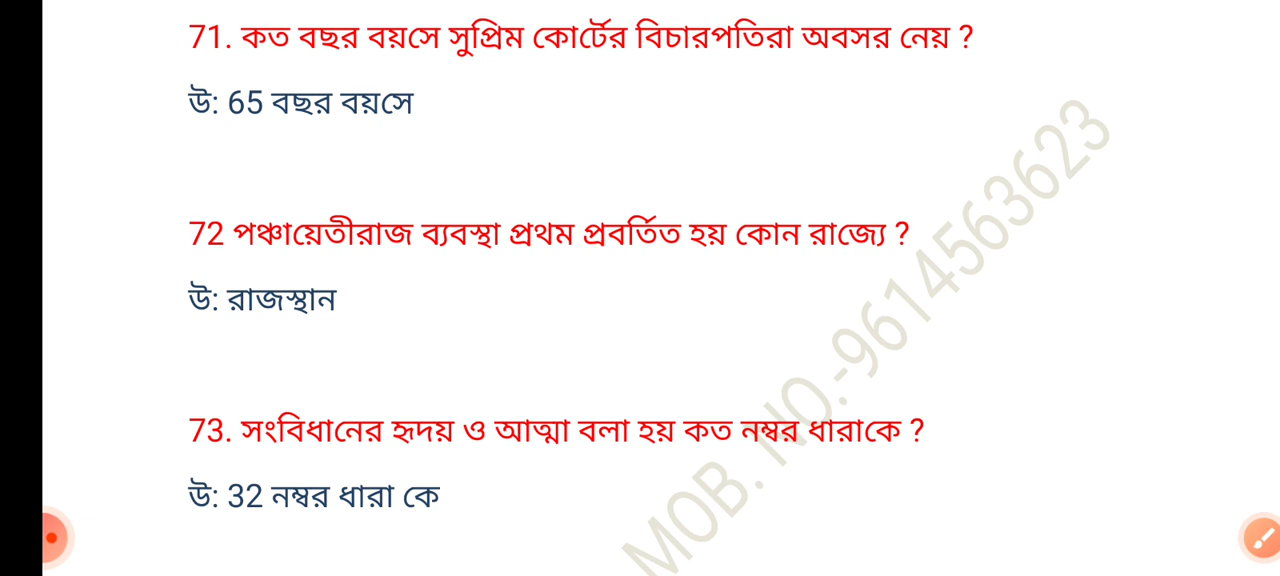 71. কত বছর বয়সে সুপ্রিম কোর্টের বিচারপতিরা অবসর নেয় ?
উ: 65 বছর বয়সে
72 পঞ্চায়েতীরাজ ব্যবস্থা প্রথম প্রবর্তিত হয় কোন রাজ্যে ?
উ: রাজস্থান
73. সংবিধানের হৃদয় ও আত্মা বলা হয় কত নম্বর ধারাকে ?
উ: 32 নম্বর ধারা কে
MOB. NO.-9614563623